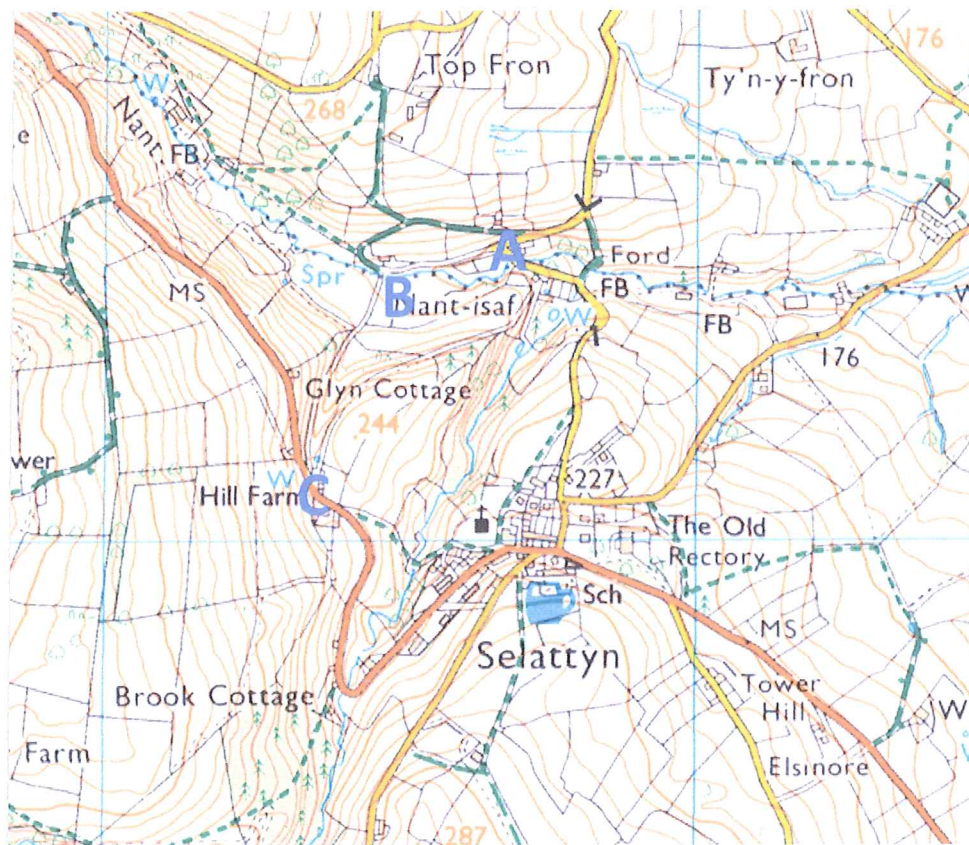 176
Top Fron
Ty'n-y-fron
W
268
e
Nant
FB
A
Ford
Spr
B
Nant-isaf
FB
MS
W
FB
W
176
Glyn Cottage
244
wer
W
227
Hill Farm
C
The Old
Rectory
Sch
MS
Selattyn
Tower
Hill
Brook Cottage
W
Farm
Elsinore
287